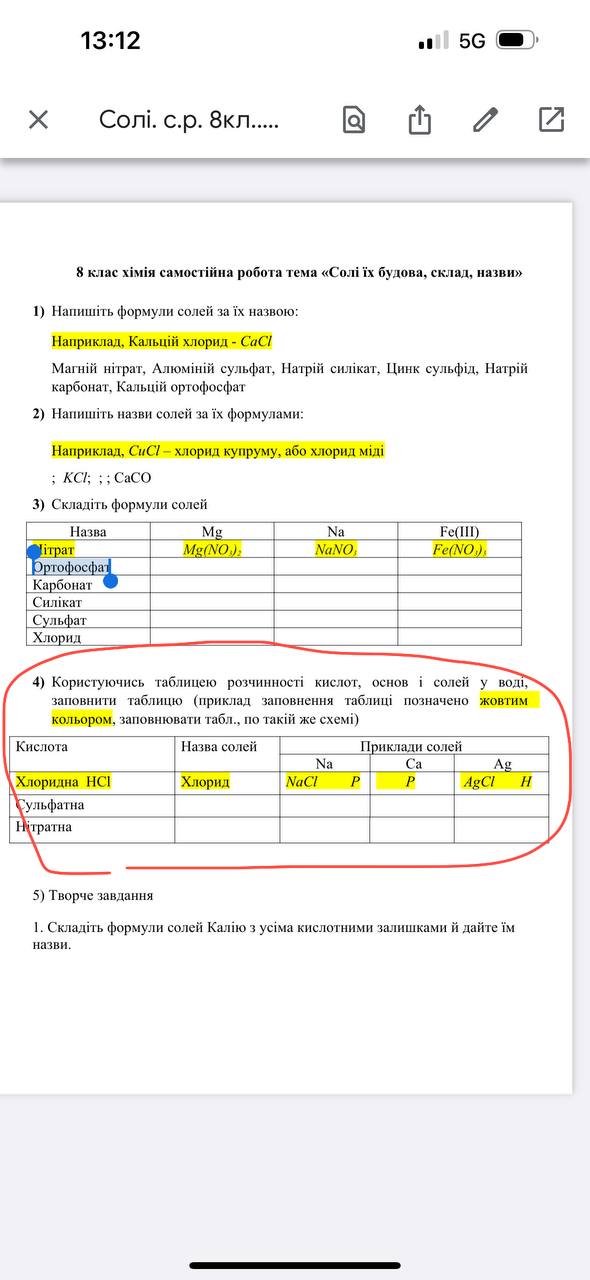 13:12
5G
Солі. с.р. 8кл.....
8 клас хімія самостійна робота тема «Солі їх будова, склад, назви»
1) Напишіть формули солей за їх назвою:
Наприклад, Кальцій хлорид - CaCl
Магній нітрат, Алюміній сульфат, Натрій силікат, Цинк сульфід, Натрій
карбонат, Кальцій ортофосфат
2) Напишіть назви солей за їх формулами:
Наприклад, CuCl – хлорид купруму, або хлорид міді
; KCl; ; ; CaCO
3) Складіть формули солей
Назва Mg Na Fe(III)
Нітрат Mg(NO₃)₂ NaNO₃ Fe(NO₃)₃
Ортофосфат
Карбонат
Силікат
Сульфат
Хлорид
4) Користуючись таблицею розчинності кислот, основ і солей у воді,
заповнити таблицю (приклад заповнення таблиці позначено жовтим
кольором, заповнювати табл., по такій же схемі)
Кислота Назва солей Приклади солей
Na Ca Ag
Хлоридна HCl Хлорид NaCl Р Р AgCl Н
Сульфатна
Нітратна
5) Творче завдання
1. Складіть формули солей Калію з усіма кислотними залишками й дайте їм
назви.